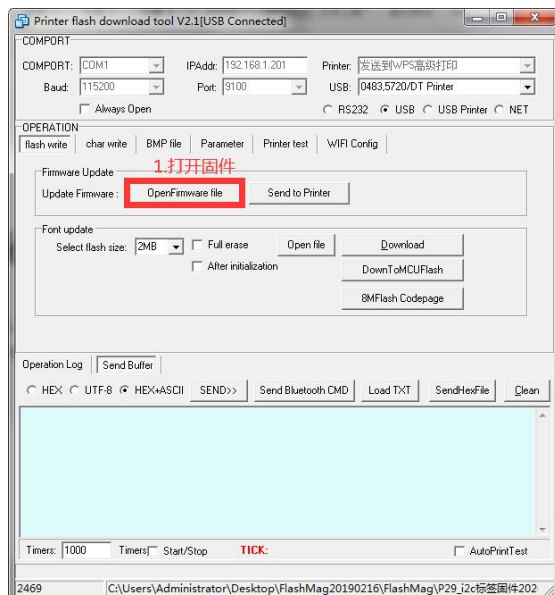 Printer flash download tool V2.1[USB Connected]
COMPORT
COMPORT: COM1 IPAddr: 192.168.1.201 Printer: 发送到WPS高级打印
Baud: 115200 Port: 9100 USB: 0483,5720/DT Printer
Always Open RS232 USB USB Printer NET
OPERATION
flash write char write BMP file Parameter Printer test WIFI Config
1.打开固件
Firmware Update
Update Firmware : OpenFirmware file Send to Printer
Font update
Select flash size: 2MB Full erase Open file Download
After initialization DownToMCUFlash
8MFlash Codepage
Operation Log Send Buffer
HEX UTF-8 HEX+ASCII SEND>> Send Bluetooth CMD Load TXT SendHexFile Clean
Timers: 1000 Timers Start/Stop TICK: AutoPrintTest
2469 C:\Users\Administrator\Desktop\FlashMag20190216\FlashMag\P29_i2c标签固件202